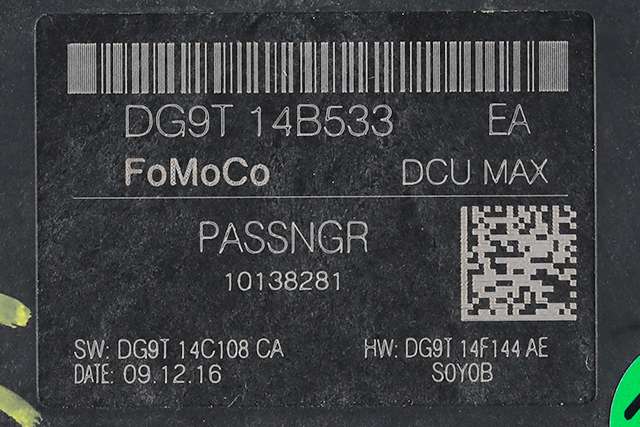 DG9T 14B533 EA
FoMoCo DCU MAX
PASSNGR
10138281
SW: DG9T 14C108 CA HW: DG9T 14F144 AE
DATE: 09.12.16 S0Y0B